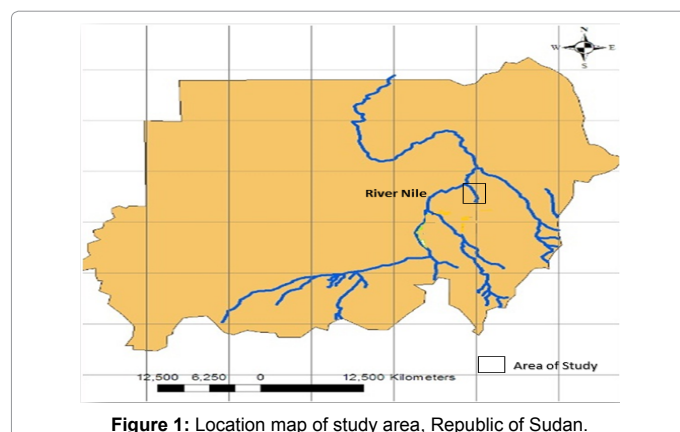 N
W E
S
River Nile
Area of Study
12,500 6,250 0 12,500 Kilometers
Figure 1: Location map of study area, Republic of Sudan.